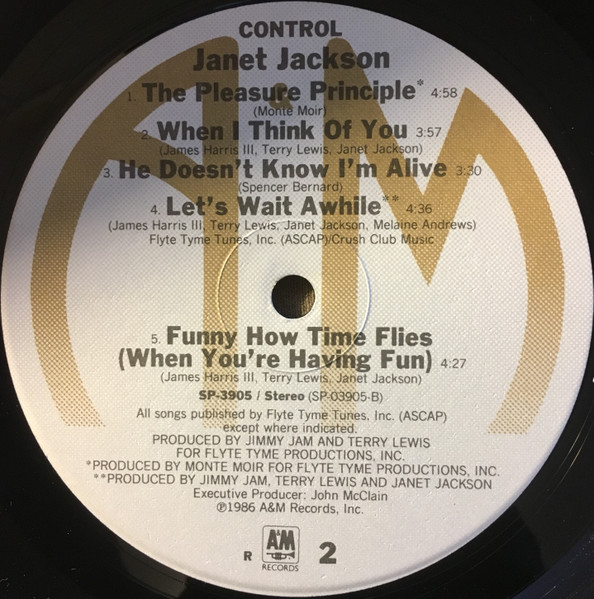 CONTROL
Janet Jackson
1. The Pleasure Principle* 4:58
(Monte Moir)
2. When I Think Of You 3:57
(James Harris III, Terry Lewis, Janet Jackson)
3. He Doesn't Know I'm Alive 3:30
(Spencer Bernard)
4. Let's Wait Awhile** 4:36
(James Harris III, Terry Lewis, Janet Jackson, Melaine Andrews)
Flyte Tyme Tunes, Inc. (ASCAP)/Crush Club Music
5. Funny How Time Flies
(When You're Having Fun) 4:27
(James Harris III, Terry Lewis, Janet Jackson)
SP-3905 / Stereo (SP-03905-B)
All songs published by Flyte Tyme Tunes, Inc. (ASCAP)
except where indicated.
PRODUCED BY JIMMY JAM AND TERRY LEWIS
FOR FLYTE TYME PRODUCTIONS, INC.
*PRODUCED BY MONTE MOIR FOR FLYTE TYME PRODUCTIONS, INC.
**PRODUCED BY JIMMY JAM, TERRY LEWIS AND JANET JACKSON
Executive Producer: John McClain
℗1986 A&M Records, Inc.
R A&M RECORDS 2